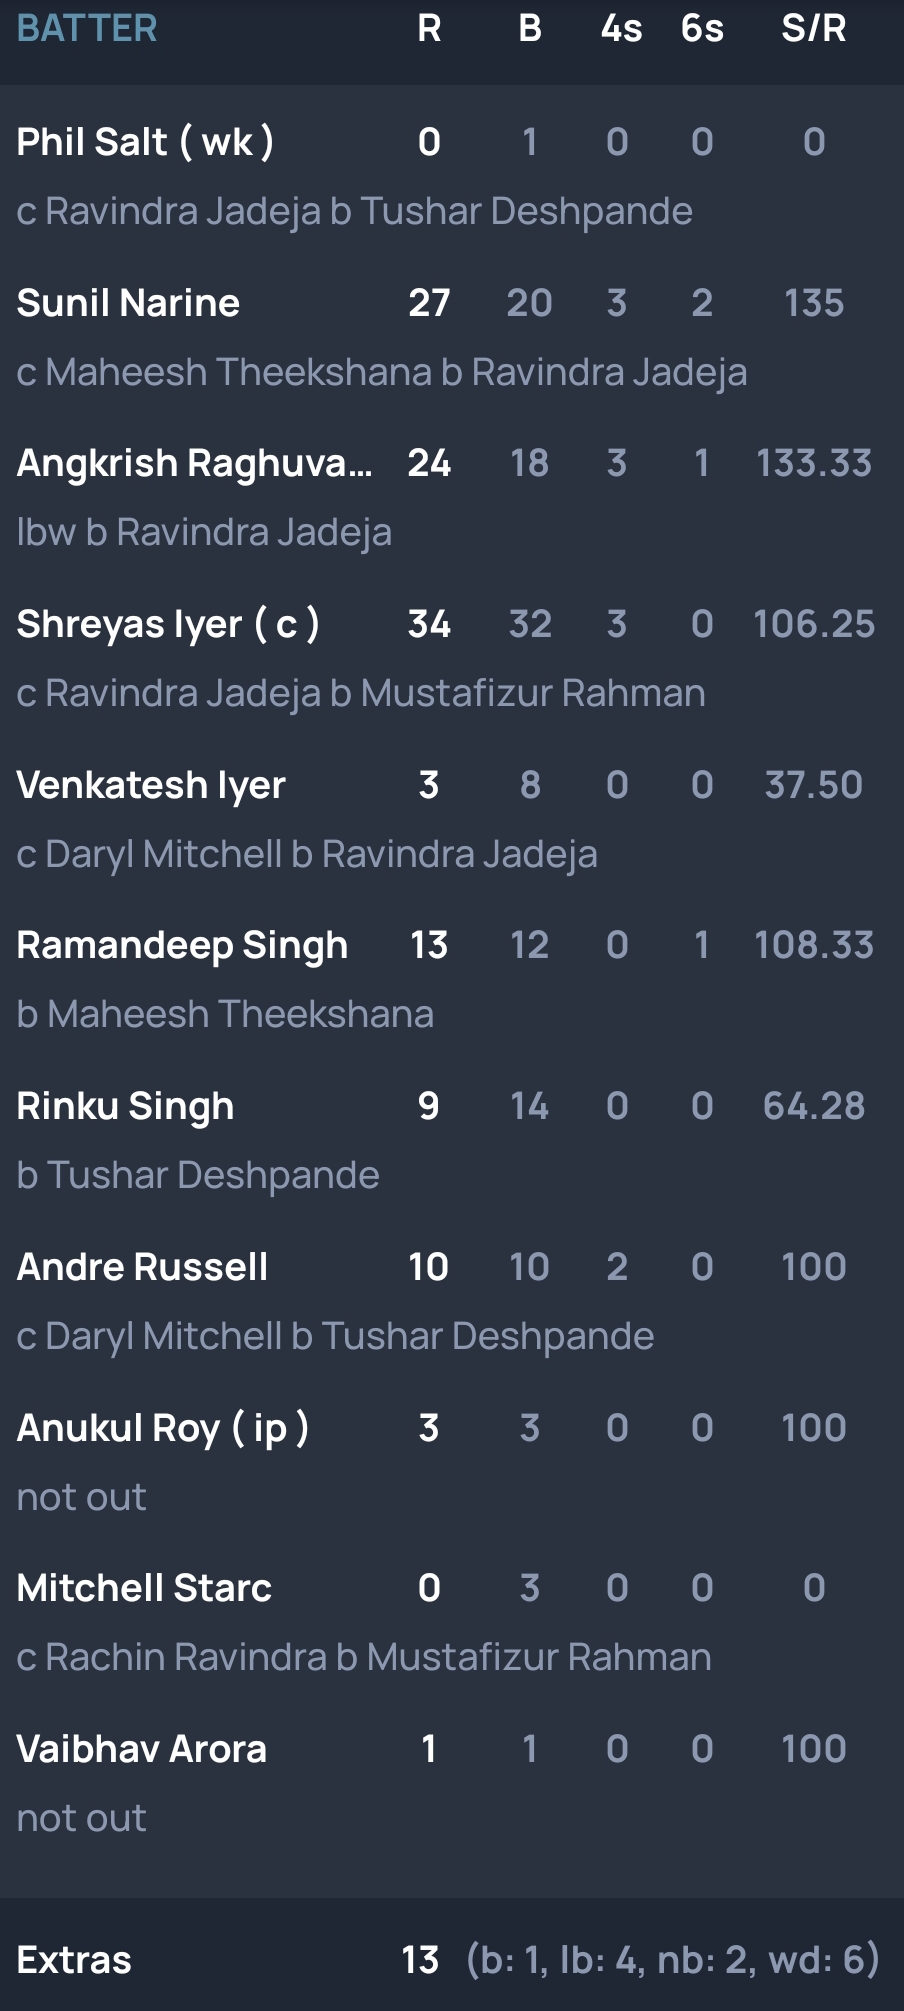 BATTER R B 4s 6s S/R
Phil Salt ( wk ) 0 1 0 0 0
c Ravindra Jadeja b Tushar Deshpande
Sunil Narine 27 20 3 2 135
c Maheesh Theekshana b Ravindra Jadeja
Angkrish Raghuva... 24 18 3 1 133.33
lbw b Ravindra Jadeja
Shreyas Iyer ( c ) 34 32 3 0 106.25
c Ravindra Jadeja b Mustafizur Rahman
Venkatesh Iyer 3 8 0 0 37.50
c Daryl Mitchell b Ravindra Jadeja
Ramandeep Singh 13 12 0 1 108.33
b Maheesh Theekshana
Rinku Singh 9 14 0 0 64.28
b Tushar Deshpande
Andre Russell 10 10 2 0 100
c Daryl Mitchell b Tushar Deshpande
Anukul Roy ( ip ) 3 3 0 0 100
not out
Mitchell Starc 0 3 0 0 0
c Rachin Ravindra b Mustafizur Rahman
Vaibhav Arora 1 1 0 0 100
not out
Extras 13 (b: 1, lb: 4, nb: 2, wd: 6)